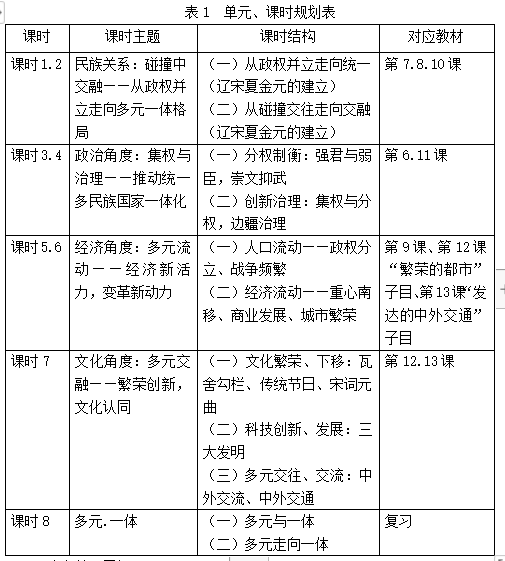 表 1  单元、课时规划表
课时 课时主题 课时结构 对应教材
课时1.2
民族关系：碰撞中
交融——从政权并
立走向多元一体格
局
（一）从政权并立走向统一
（辽宋夏金元的建立）
（二）从碰撞交往走向交融
（辽宋夏金元的建立）
第 7.8.10 课
课时3.4
政治角度：集权与
治理——推动统一
多民族国家一体化
（一）分权制衡：强君与弱
臣，崇文抑武
（二）创新治理：集权与分
权，边疆治理
第 6.11 课
课时5.6
经济角度：多元流
动——经济新活
力，变革新动力
（一）人口流动——政权分
立、战争频繁
（二）经济流动——重心南
移、商业发展、城市繁荣
第 9 课、第 12 课
“繁荣的都市”
子目、第 13 课“发
达的中外交通”
子目
课时 7
文化角度：多元交
融——繁荣创新，
文化认同
（一）文化繁荣、下移：瓦
舍勾栏、传统节日、宋词元
曲
（二）科技创新、发展：三
大发明
（三）多元交往、交流：中
外交流、中外交通
第 12.13 课
课时 8
多元.一体
（一）多元与一体
（二）多元走向一体
复习